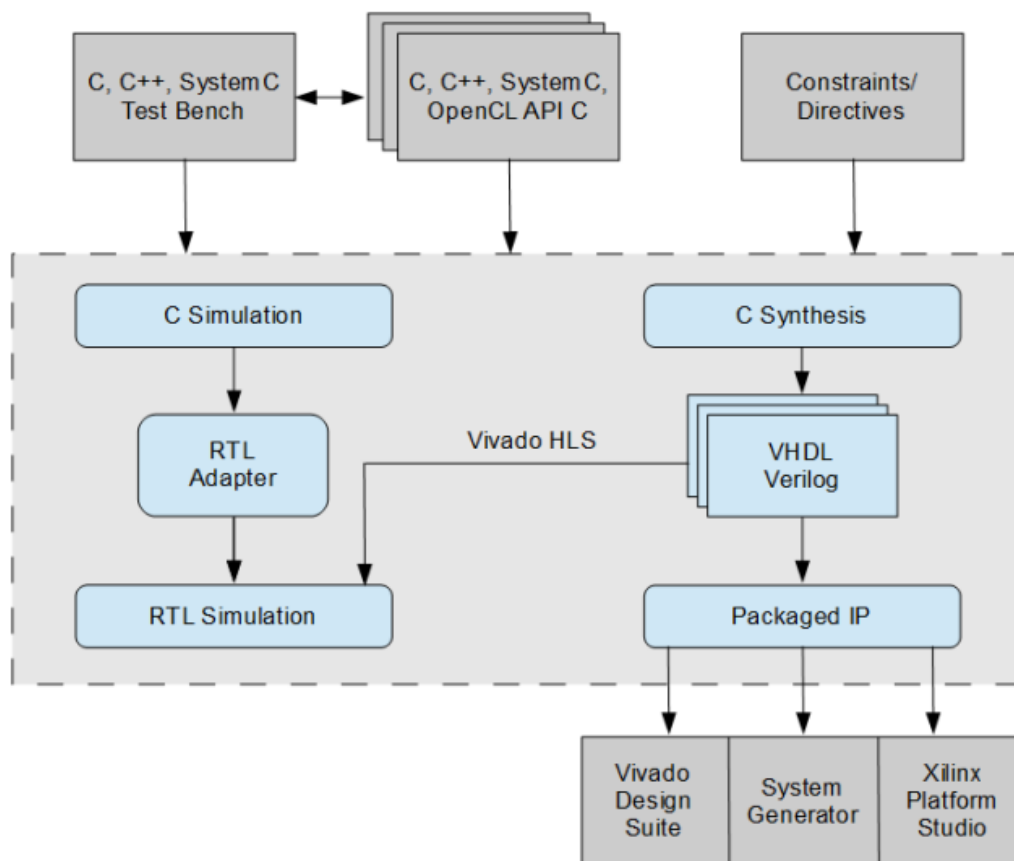 C, C++, SystemC
Test Bench
C, C++, SystemC,
OpenCL API C
Constraints/
Directives
C Simulation
C Synthesis
RTL
Adapter
Vivado HLS
VHDL
Verilog
RTL Simulation
Packaged IP
Vivado
Design
Suite
System
Generator
Xilinx
Platform
Studio